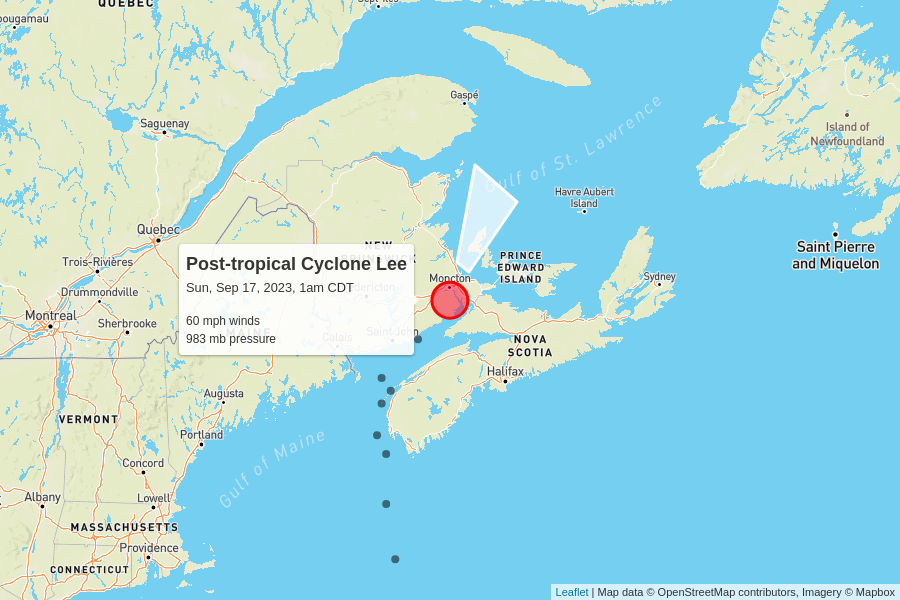 QUEBEC
Gaspé
Saguenay
Gulf of St. Lawrence
Island of
Newfoundland
Havre Aubert
Island
Quebec
Saint Pierre
and Miquelon
NEW
BRUNSWICK
PRINCE
EDWARD
ISLAND
Trois-Rivières
Post-tropical Cyclone Lee
Sun, Sep 17, 2023, 1am CDT
60 mph winds
983 mb pressure
Moncton
Sydney
Drummondville
Fredericton
Montreal
Sherbrooke
MAINE
Calais
Saint John
NOVA
SCOTIA
Halifax
Augusta
VERMONT
Portland
Gulf of Maine
Concord
Albany
Lowell
MASSACHUSETTS
Providence
CONNECTICUT
Leaflet | Map data © OpenStreetMap contributors, Imagery © Mapbox